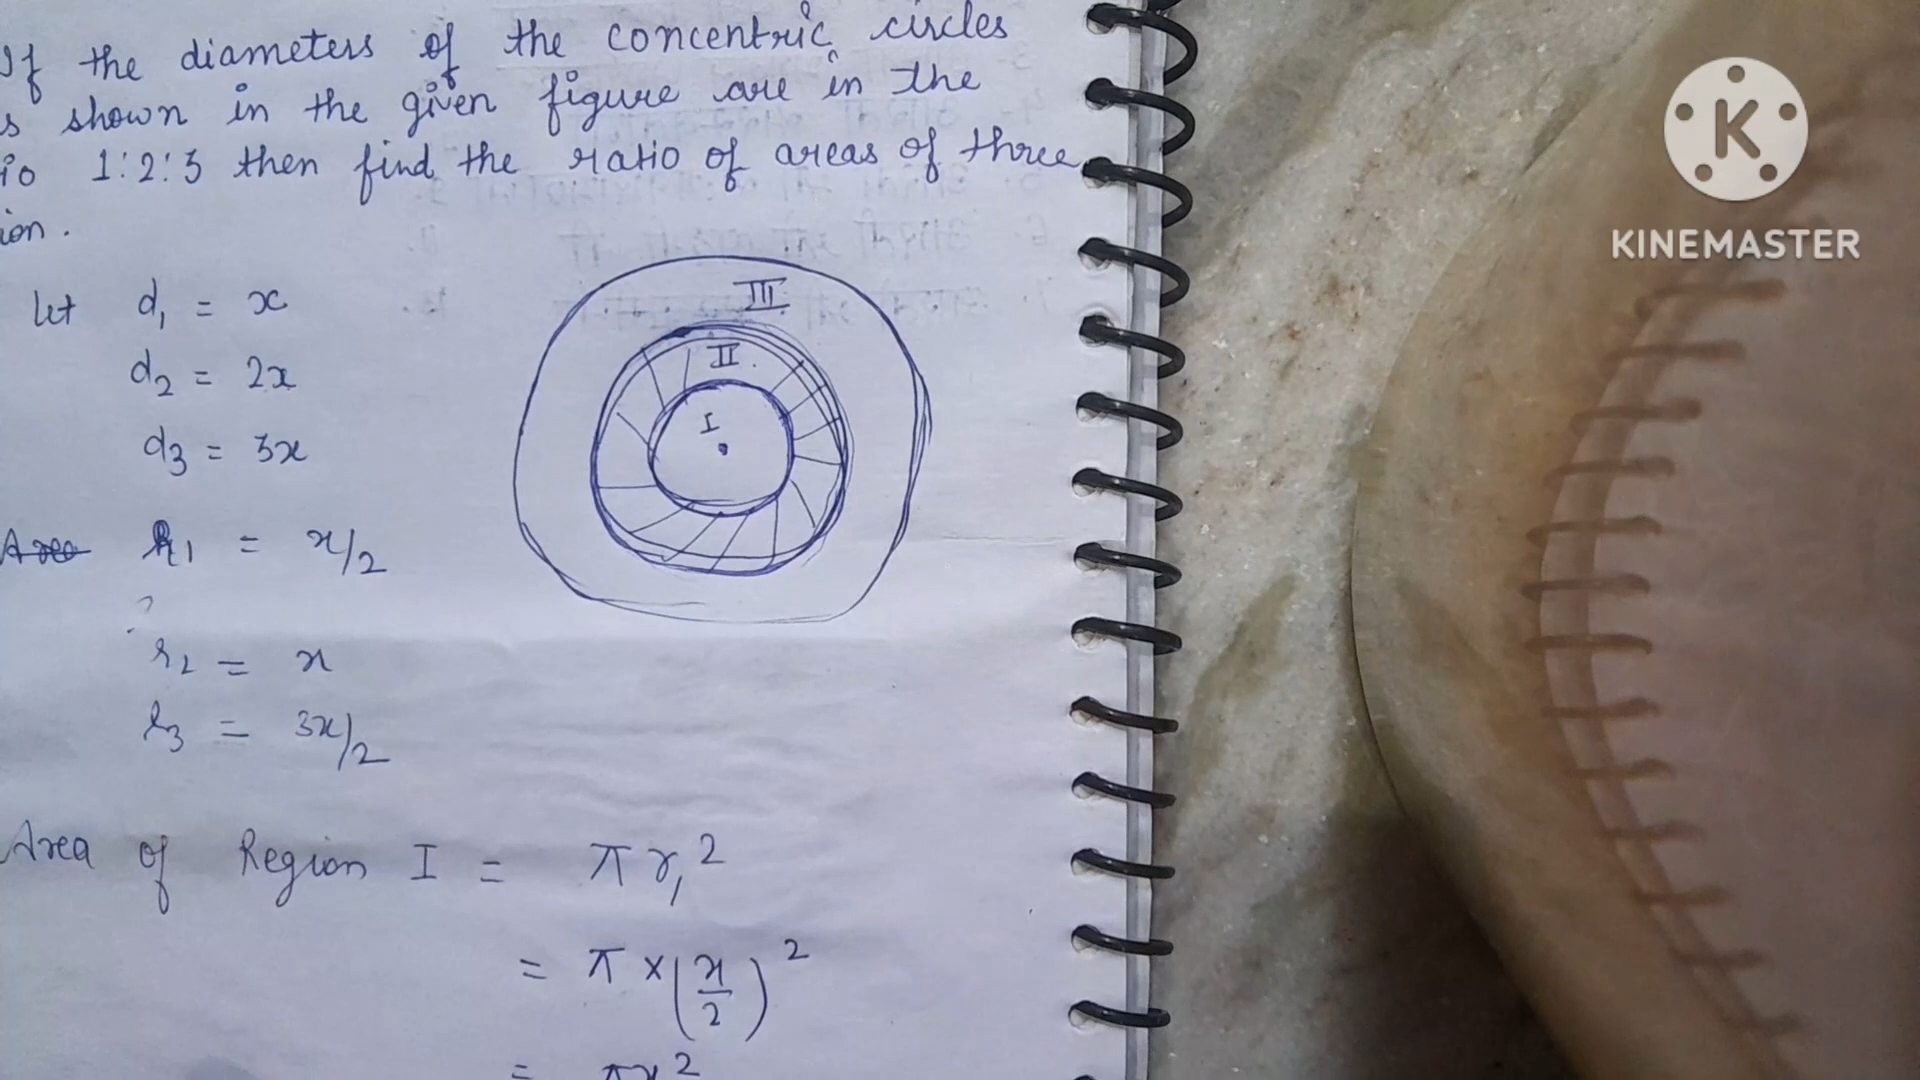 If the diameters of the concentric circles
s shown in the given figure are in the
io 1:2:3 then find the ratio of areas of three
ion.
let d₁ = x
d₂ = 2x
d₃ = 3x
III
II
I
r₁ = x/2
r₂ = x
r₃ = 3x/2
Area of Region I = πr₁²
= π × (x/2)²
= πx²
K
KINEMASTER